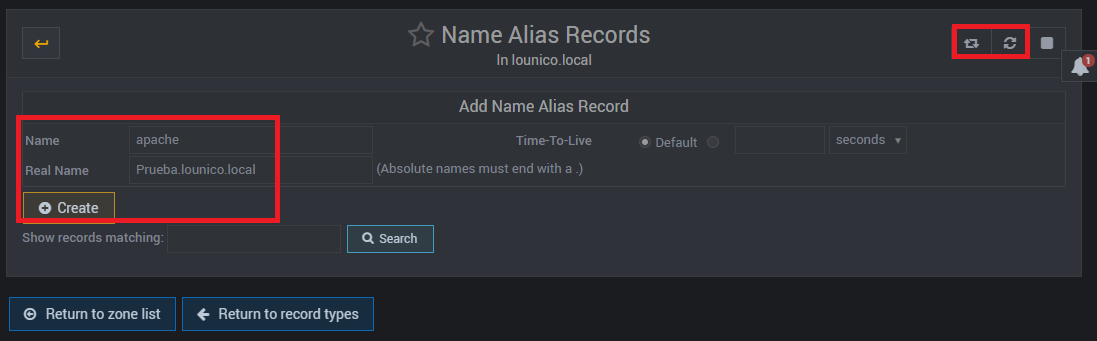 Name Alias Records
In lounico.local
1
Add Name Alias Record
Name apache Time-To-Live Default seconds
Real Name Prueba.lounico.local (Absolute names must end with a .)
Create
Show records matching: Search
Return to zone list Return to record types